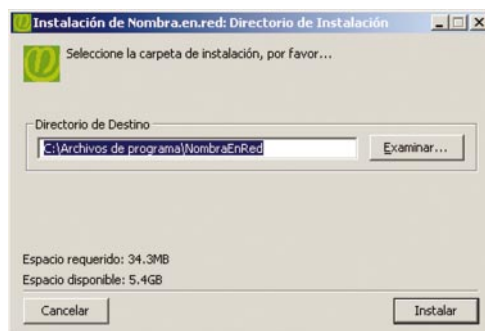 Instalación de Nombra.en.red: Directorio de Instalación
Seleccione la carpeta de instalación, por favor...
Directorio de Destino
C:\Archivos de programa\NombraEnRed
Examinar...
Espacio requerido: 34.3MB
Espacio disponible: 5.4GB
Cancelar
Instalar